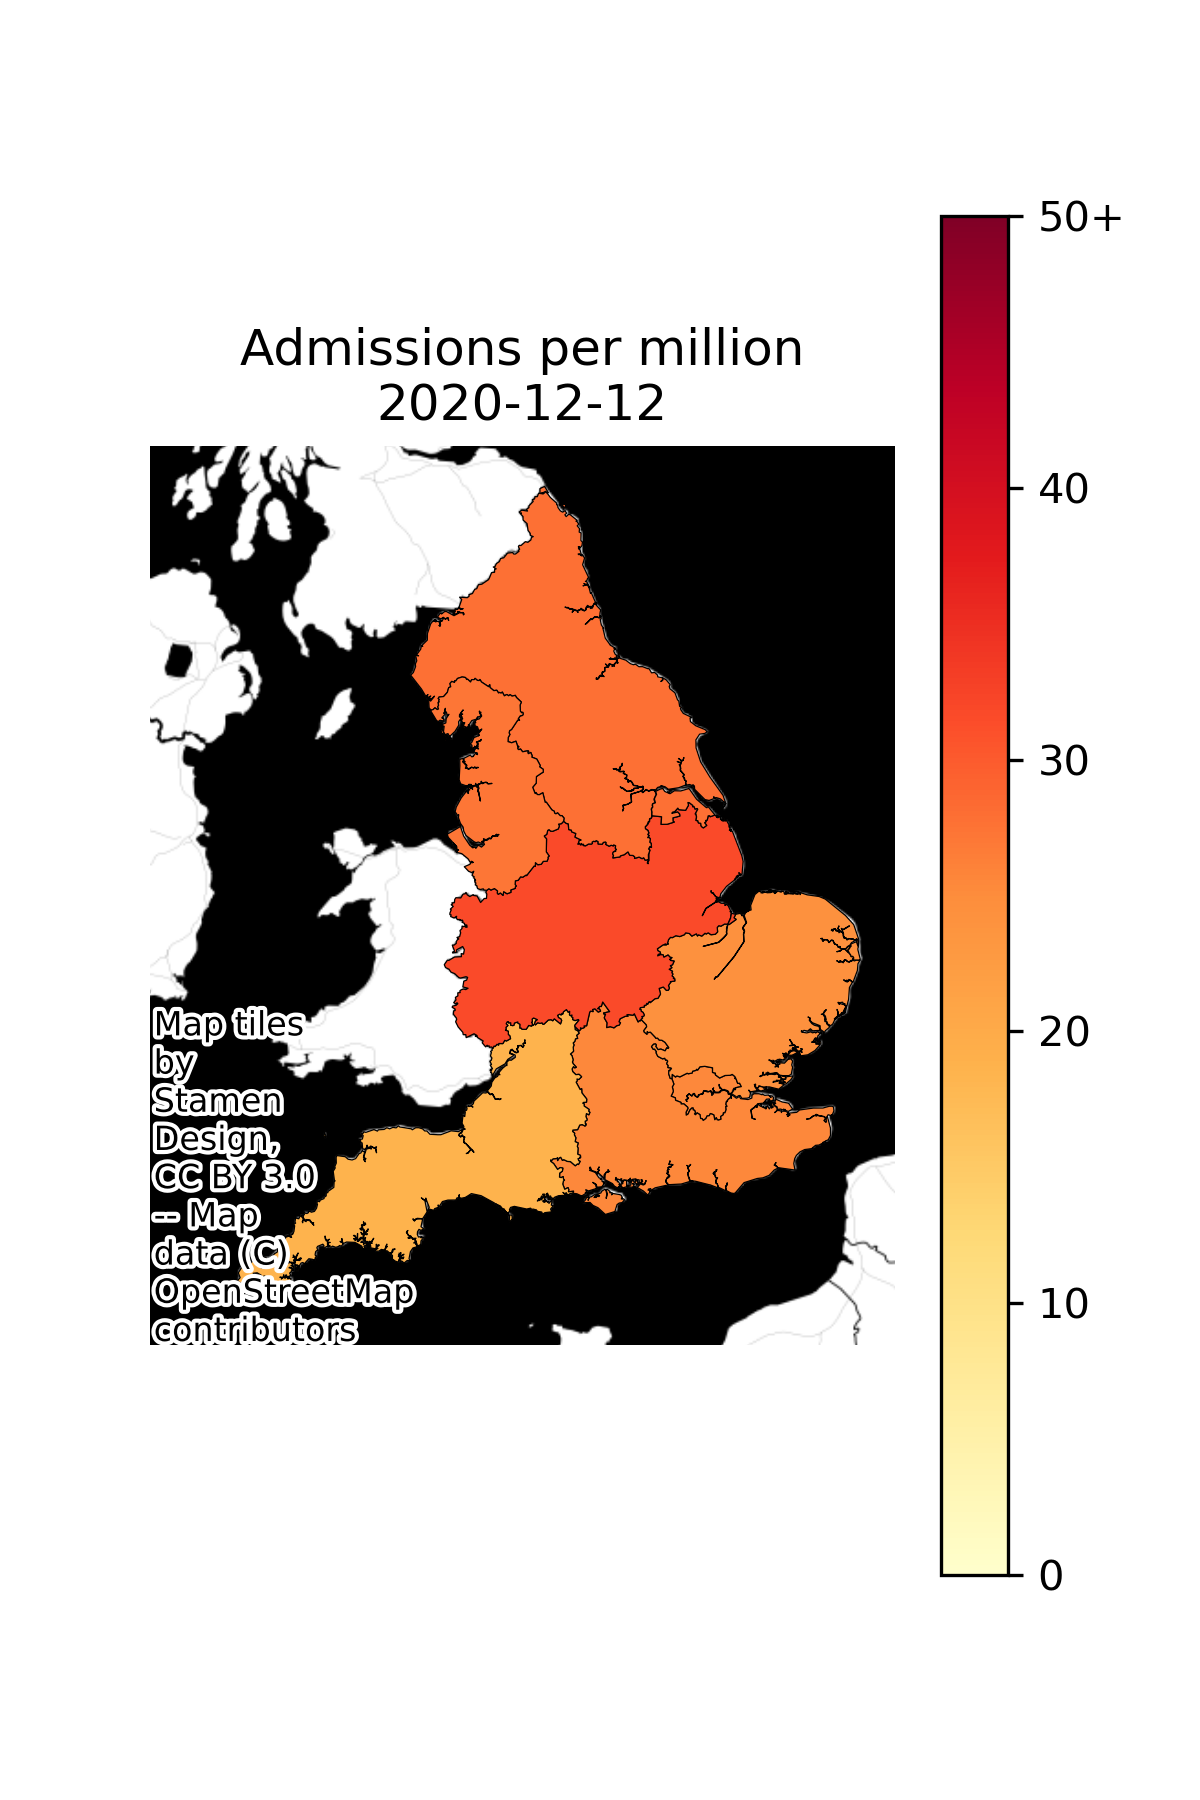 Admissions per million
2020-12-12
50+
40
30
20
10
0
Map tiles
by
Stamen
Design,
CC BY 3.0
-- Map
data (C)
OpenStreetMap
contributors